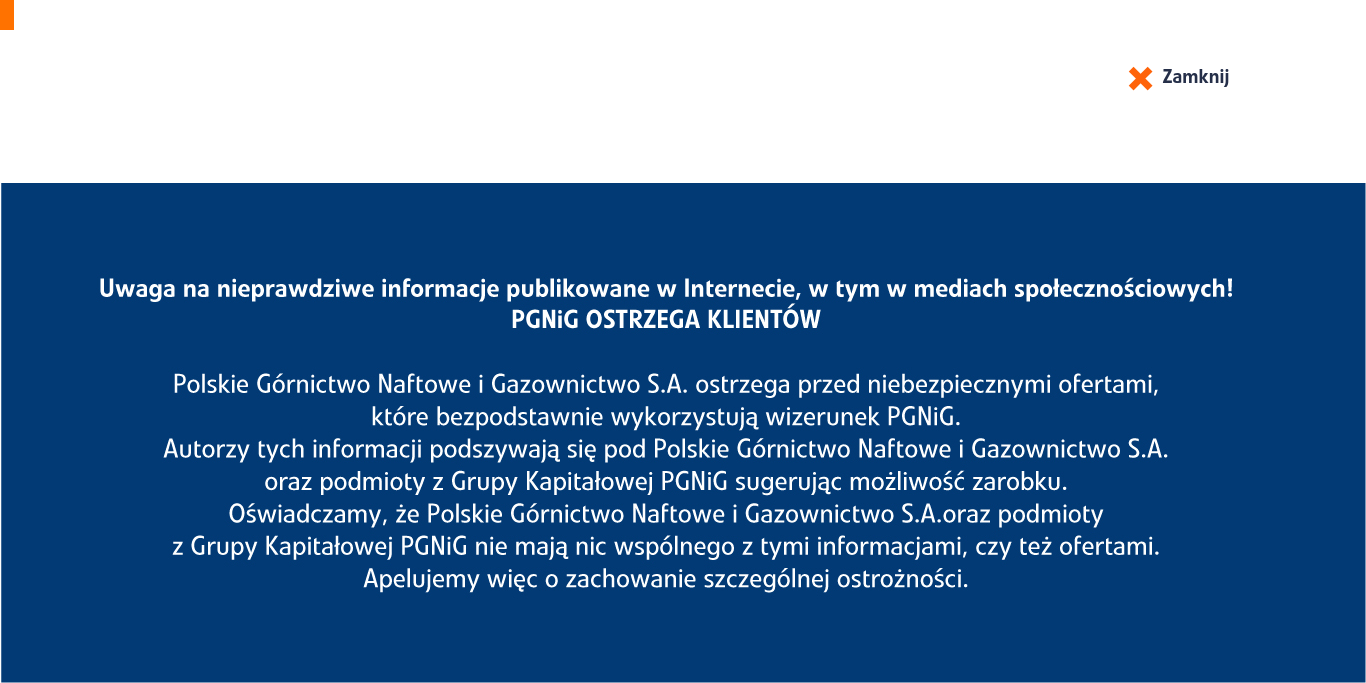 Zamknij
Uwaga na nieprawdziwe informacje publikowane w Internecie, w tym w mediach społecznościowych!
PGNiG OSTRZEGA KLIENTÓW
Polskie Górnictwo Naftowe i Gazownictwo S.A. ostrzega przed niebezpiecznymi ofertami,
które bezpodstawnie wykorzystują wizerunek PGNiG.
Autorzy tych informacji podszywają się pod Polskie Górnictwo Naftowe i Gazownictwo S.A.
oraz podmioty z Grupy Kapitałowej PGNiG sugerując możliwość zarobku.
Oświadczamy, że Polskie Górnictwo Naftowe i Gazownictwo S.A.oraz podmioty
z Grupy Kapitałowej PGNiG nie mają nic wspólnego z tymi informacjami, czy też ofertami.
Apelujemy więc o zachowanie szczególnej ostrożności.